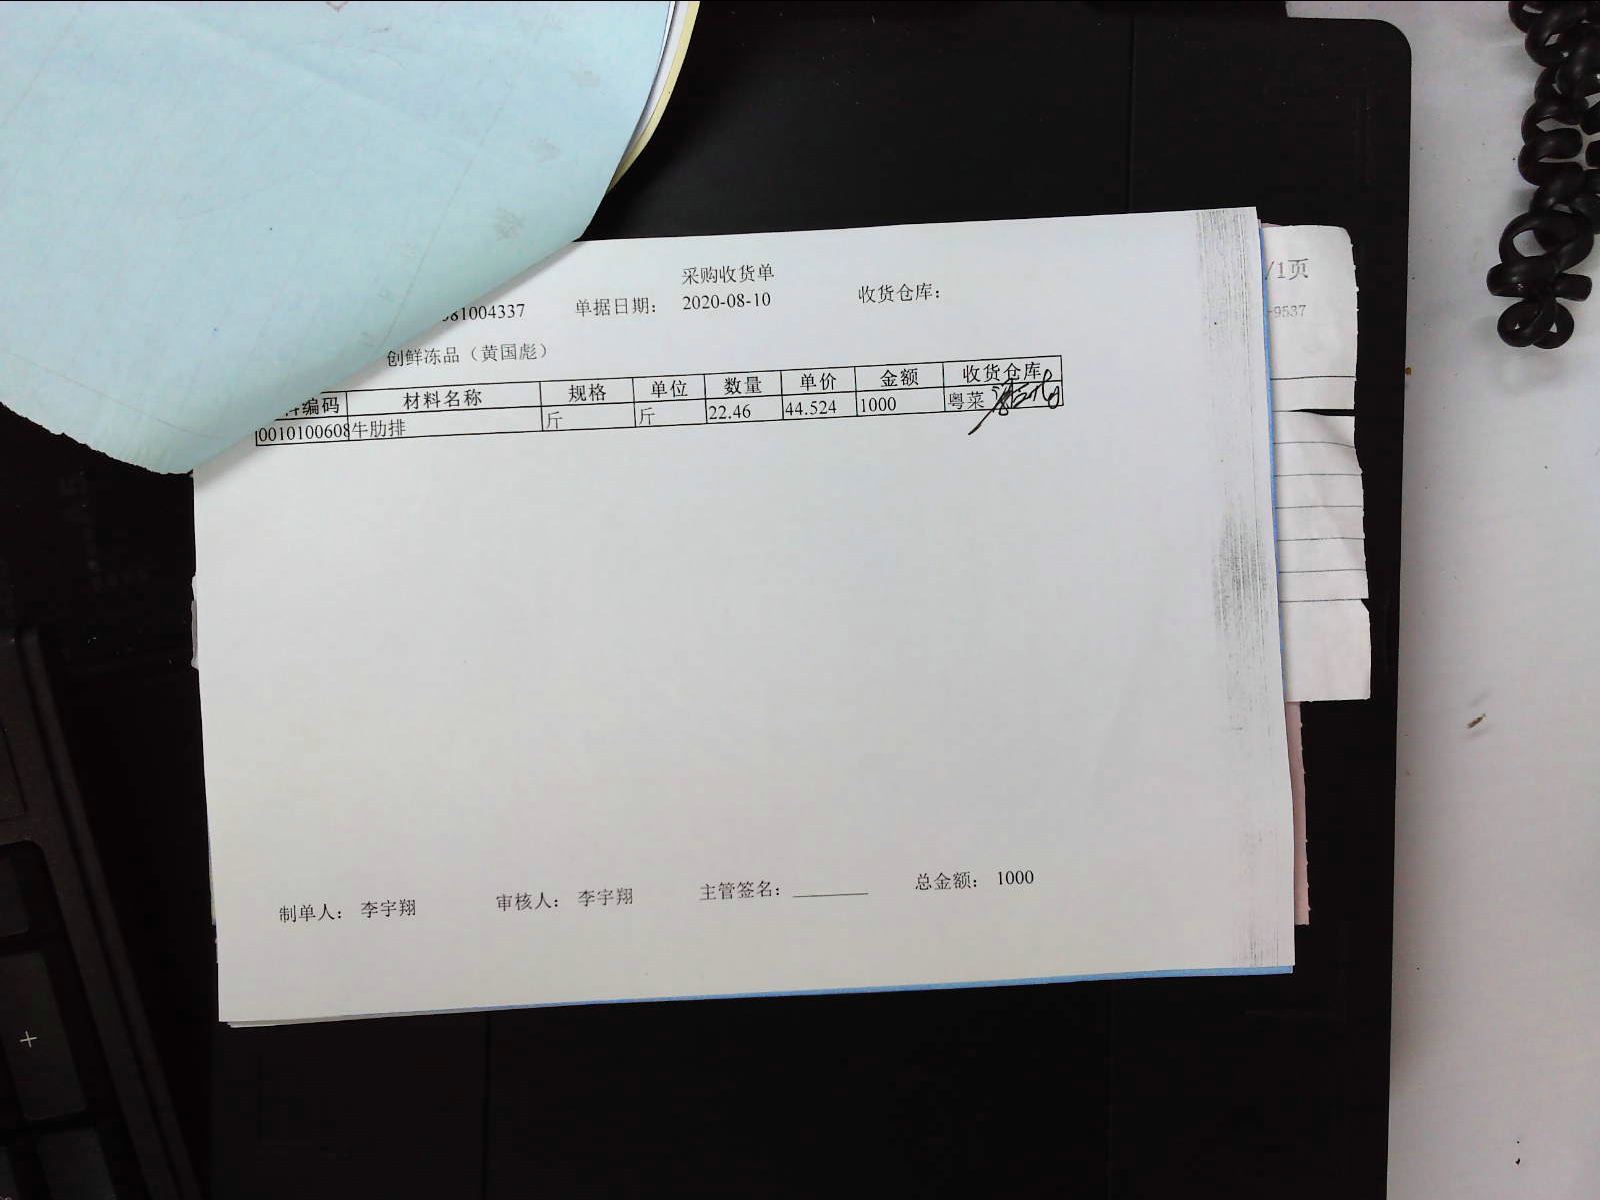 采购收货单
81004337 单据日期: 2020-08-10 收货仓库:
创鲜冻品（黄国彪）
编码 材料名称 规格 单位 数量 单价 金额 收货仓库
0010100608 牛肋排 斤 斤 22.46 44.524 1000 粤菜
制单人: 李宇翔 审核人: 李宇翔 主管签名: 总金额: 1000
/1页
-9537
+